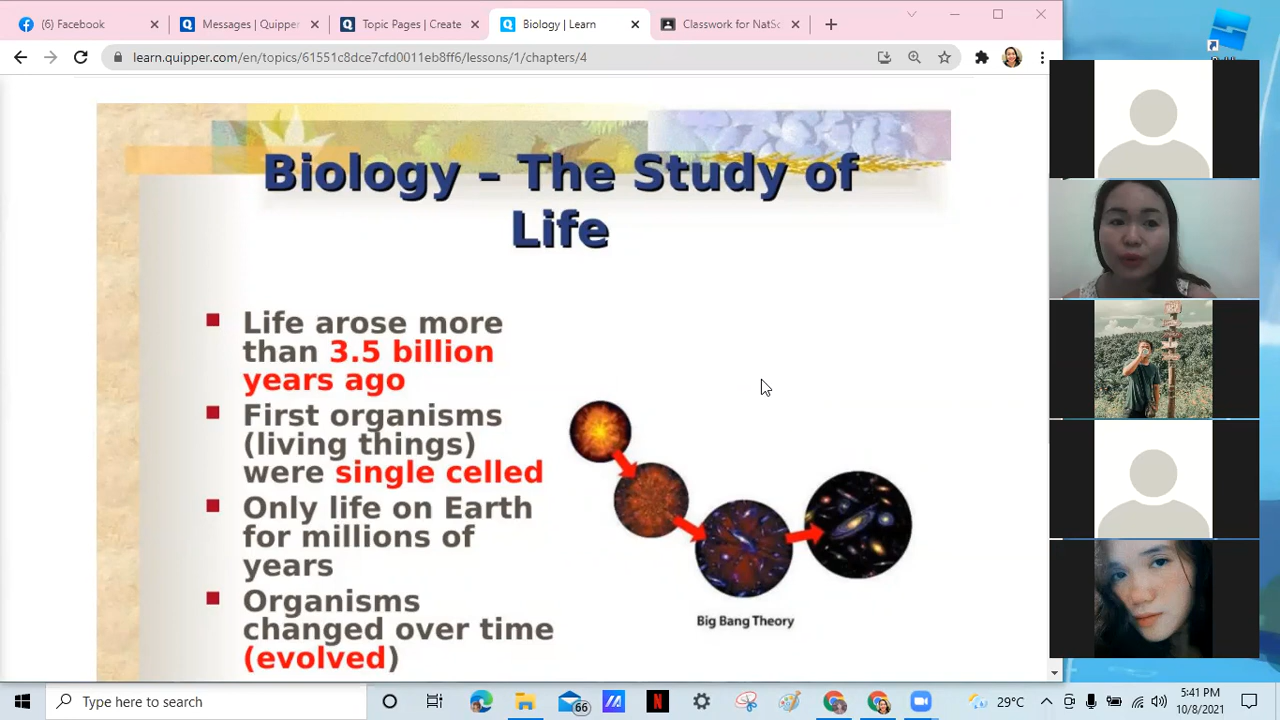 (6) Facebook
Messages | Quipper
Topic Pages | Create
Biology | Learn
Classwork for NatSc
learn.quipper.com/en/topics/61551c8dce7cfd0011eb8ff6/lesson/1/chapters/4
Biology – The Study of
Life
Life arose more
than 3.5 billion
years ago
First organisms
(living things)
were single celled
Only life on Earth
for millions of
years
Organisms
changed over time
(evolved)
Big Bang Theory
Type here to search
66
29°C
5:41 PM
10/8/2021